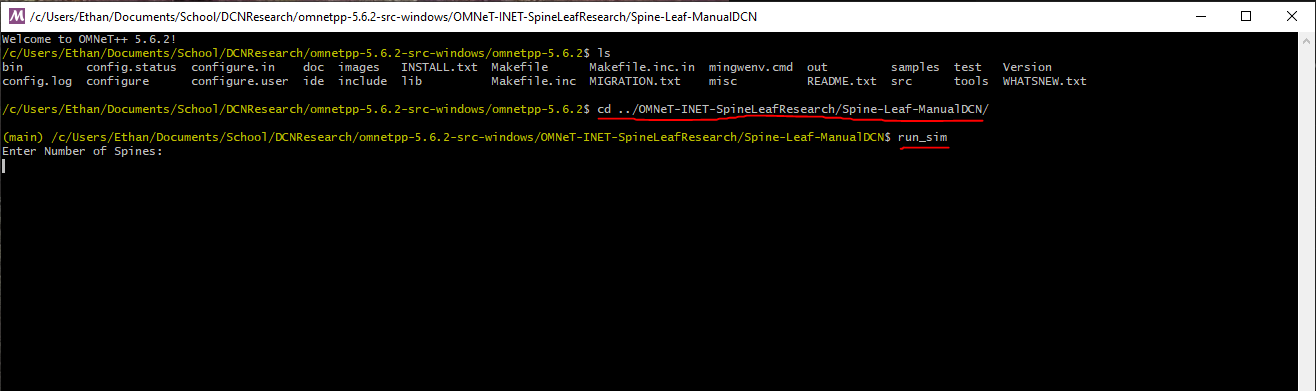 /c/Users/Ethan/Documents/School/DCNResearch/omnetpp-5.6.2-src-windows/OMNeT-INET-SpineLeafResearch/Spine-Leaf-ManualDCN
Welcome to OMNeT++ 5.6.2!
/c/Users/Ethan/Documents/School/DCNResearch/omnetpp-5.6.2-src-windows/omnetpp-5.6.2$ ls
bin config.status configure.in doc images INSTALL.txt Makefile Makefile.inc.in mingwenv.cmd out samples test Version
config.log configure configure.user ide include lib Makefile.inc MIGRATION.txt misc README.txt src tools WHATSNEW.txt
/c/Users/Ethan/Documents/School/DCNResearch/omnetpp-5.6.2-src-windows/omnetpp-5.6.2$ cd ../OMNeT-INET-SpineLeafResearch/Spine-Leaf-ManualDCN/
(main) /c/Users/Ethan/Documents/School/DCNResearch/omnetpp-5.6.2-src-windows/OMNeT-INET-SpineLeafResearch/Spine-Leaf-ManualDCN$ run_sim
Enter Number of Spines: